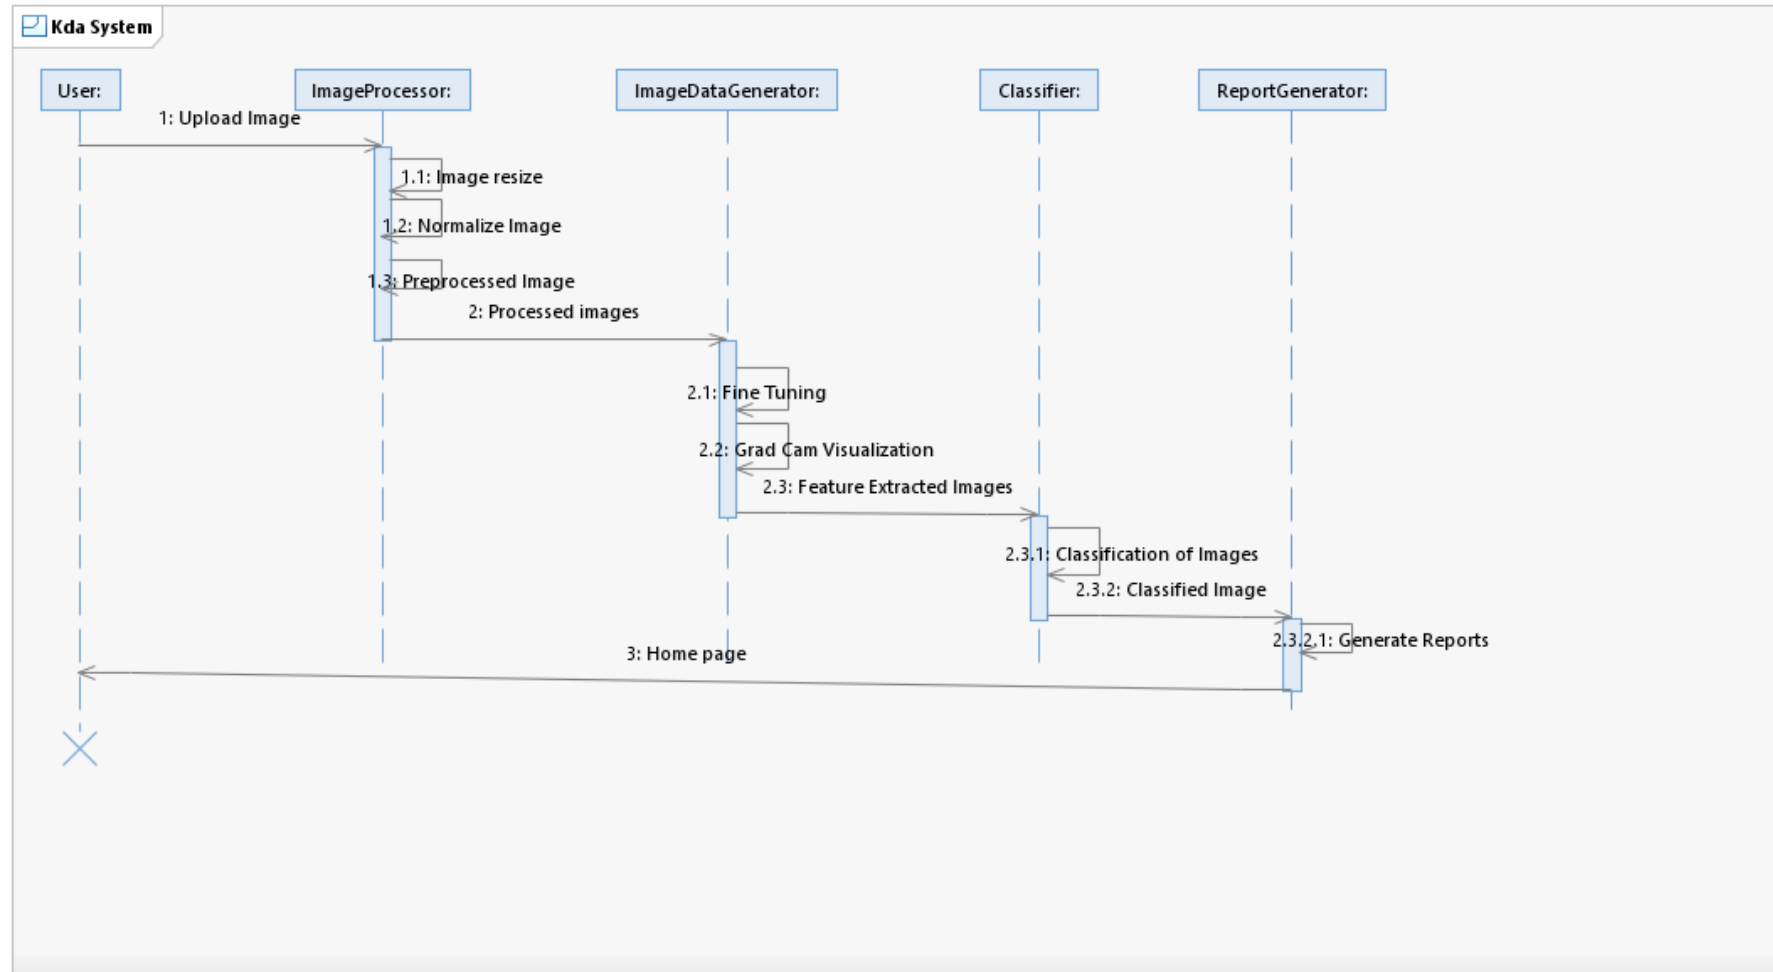 Kda System
User:
ImageProcessor:
ImageDataGenerator:
Classifier:
ReportGenerator:
1: Upload Image
1.1: Image resize
1.2: Normalize Image
1.3: Preprocessed Image
2: Processed images
2.1: Fine Tuning
2.2: Grad Cam Visualization
2.3: Feature Extracted Images
2.3.1: Classification of Images
2.3.2: Classified Image
2.3.2.1: Generate Reports
3: Home page